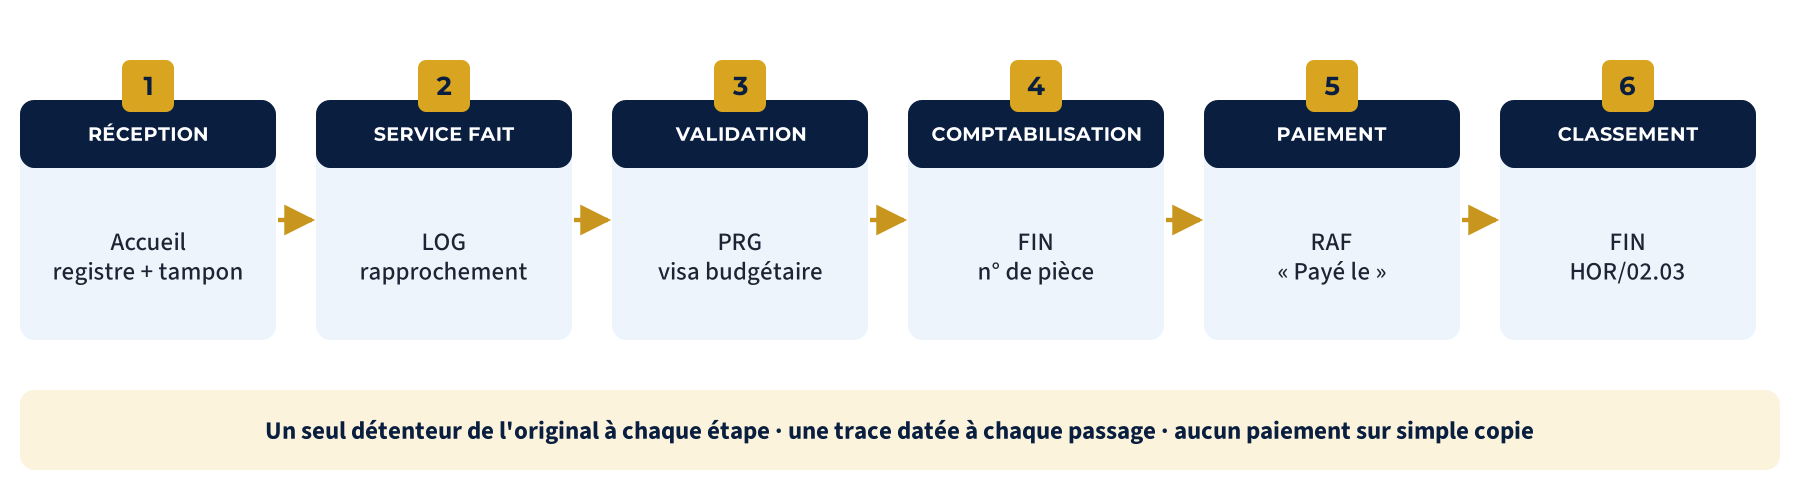 1
RÉCEPTION
Accueil
registre + tampon
2
SERVICE FAIT
LOG
rapprochement
3
VALIDATION
PRG
visa budgétaire
4
COMPTABILISATION
FIN
n° de pièce
5
PAIEMENT
RAF
« Payé le »
6
CLASSEMENT
FIN
HOR/02.03
Un seul détenteur de l'original à chaque étape · une trace datée à chaque passage · aucun paiement sur simple copie